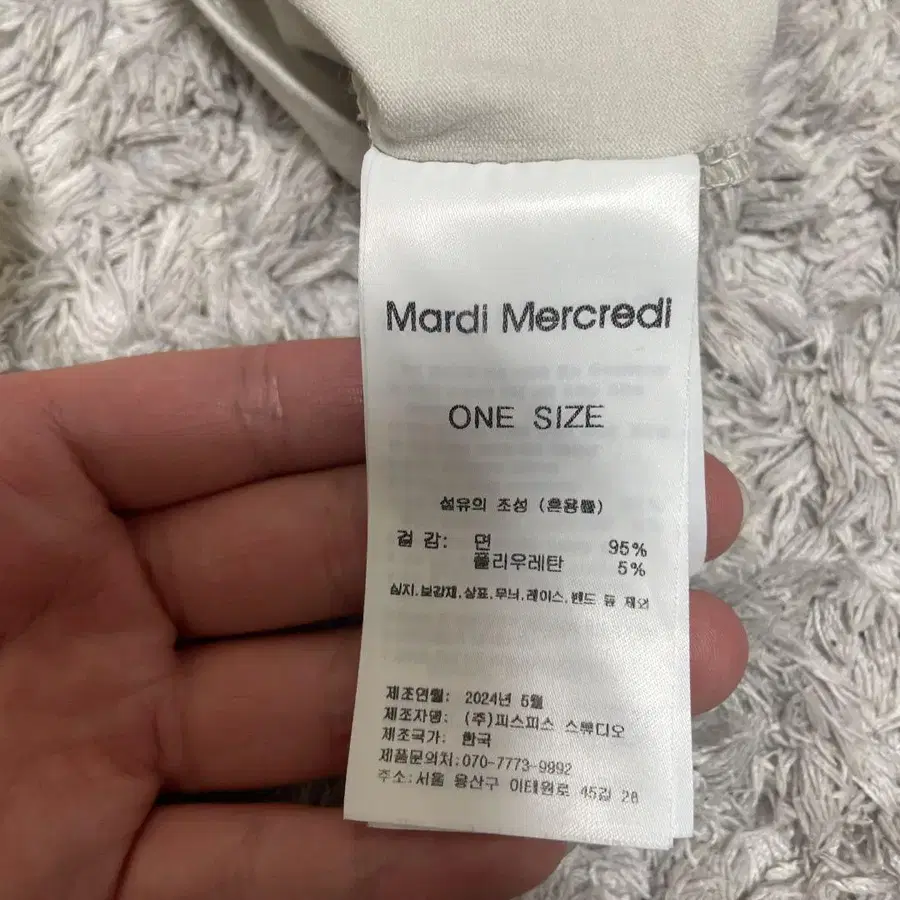 Mardi Mercredi
ONE SIZE
섬유의 조성 (혼용률)
겉 감: 면 95%
폴리우레탄 5%
심지.보강재.상표.무늬.레이스.밴드 등 제외
제조연월: 2024년 5월
제조자명: (주)피스피스 스튜디오
제조국가: 한국
제품문의처:070-7773-9892
주소:서울 용산구 이태원로 45길 28